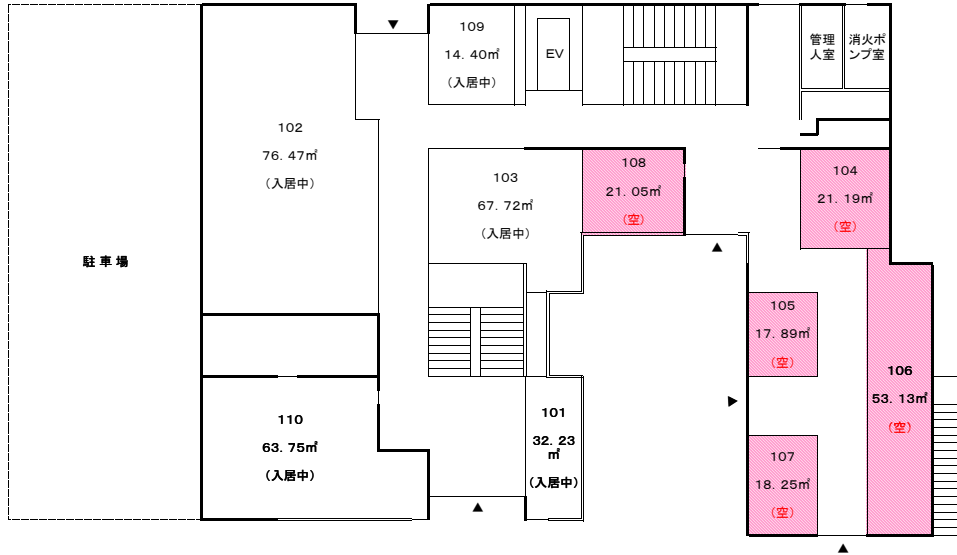 109
14. 40㎡
（入居中）
EV
管理
人室
消火ポ
ンプ室
102
76. 47㎡
（入居中）
103
67. 72㎡
（入居中）
108
21. 05㎡
（空）
104
21. 19㎡
（空）
駐 車 場
105
17. 89㎡
（空）
106
53. 13㎡
（空）
110
63. 75㎡
（入居中）
101
32. 23
㎡
（入居中）
107
18. 25㎡
（空）